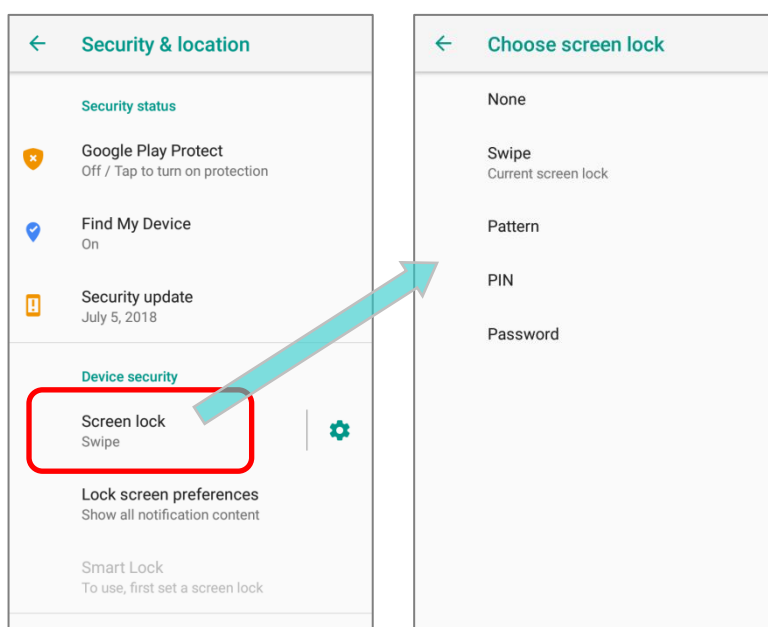 Security & location
Security status
Google Play Protect
Off / Tap to turn on protection
Find My Device
On
Security update
July 5, 2018
Device security
Screen lock
Swipe
Lock screen preferences
Show all notification content
Smart Lock
To use, first set a screen lock
Choose screen lock
None
Swipe
Current screen lock
Pattern
PIN
Password